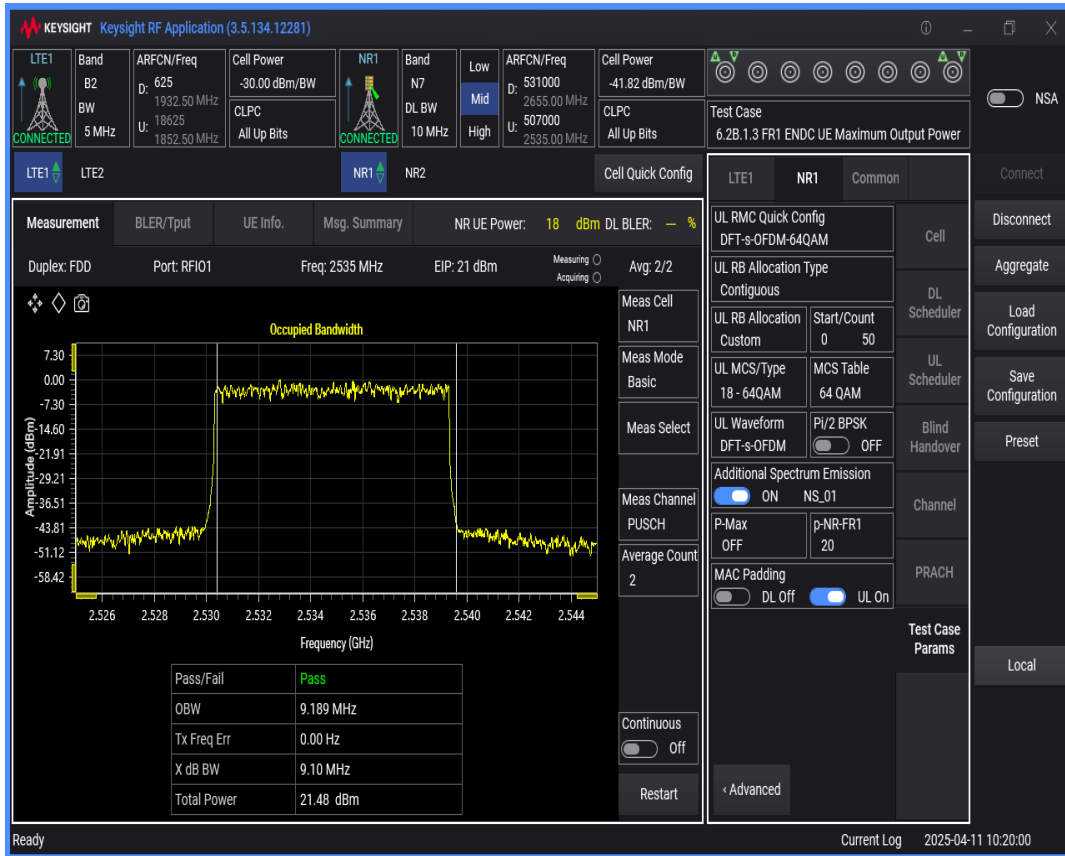 KEYSIGHT Keysight RF Application (3.5.134.12281)
LTE1
CONNECTED
Band
B2
BW
5 MHz
ARFCN/Freq
D: 625
1932.50 MHz
U: 18625
1852.50 MHz
Cell Power
-30.00 dBm/BW
CLPC
All Up Bits
NR1
CONNECTED
Band
N7
DL BW
10 MHz
Low
Mid
High
ARFCN/Freq
D: 531000
2655.00 MHz
U: 507000
2535.00 MHz
Cell Power
-41.82 dBm/BW
CLPC
All Up Bits
Test Case
6.2B.1.3 FR1 ENDC UE Maximum Output Power
NSA
LTE1 LTE2 NR1 NR2 Cell Quick Config
Measurement BLER/Tput UE Info. Msg. Summary NR UE Power: 18 dBm DL BLER: -- %
Duplex: FDD Port: RFIO1 Freq: 2535 MHz EIP: 21 dBm Measuring Acquiring Avg: 2/2
Occupied Bandwidth
Amplitude (dBm)
7.30
0.00
-7.30
-14.60
-21.91
-29.21
-36.51
-43.81
-51.12
-58.42
2.526 2.528 2.530 2.532 2.534 2.536 2.538 2.540 2.542 2.544
Frequency (GHz)
Pass/Fail Pass
OBW 9.189 MHz
Tx Freq Err 0.00 Hz
X dB BW 9.10 MHz
Total Power 21.48 dBm
Meas Cell
NR1
Meas Mode
Basic
Meas Select
Meas Channel
PUSCH
Average Count
2
Continuous
Off
Restart
LTE1 NR1 Common
UL RMC Quick Config
DFT-s-OFDM-64QAM
UL RB Allocation Type
Contiguous
UL RB Allocation
Custom
Start/Count
0 50
UL MCS/Type
18 - 64QAM
MCS Table
64 QAM
UL Waveform
DFT-s-OFDM
Pi/2 BPSK
OFF
Additional Spectrum Emission
ON NS_01
P-Max
OFF
p-NR-FR1
20
MAC Padding
DL Off UL On
‹ Advanced
Cell
DL
Scheduler
UL
Scheduler
Blind
Handover
Channel
PRACH
Test Case
Params
Connect
Disconnect
Aggregate
Load
Configuration
Save
Configuration
Preset
Local
Ready Current Log 2025-04-11 10:20:00